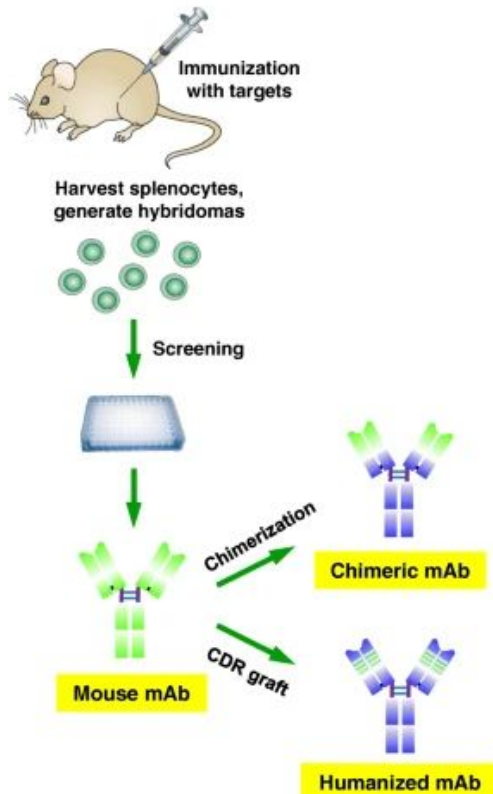 Immunization
with targets
Harvest splenocytes,
generate hybridomas
Screening
Chimerization
Chimeric mAb
CDR graft
Mouse mAb
Humanized mAb